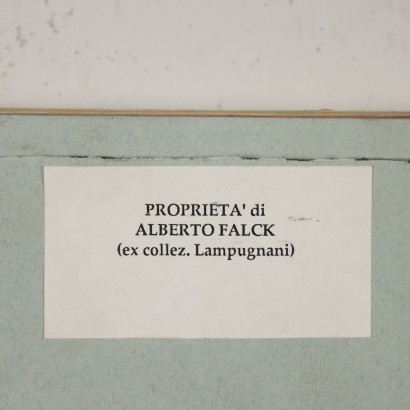 PROPRIETA' di
ALBERTO FALCK
(ex collez. Lampugnani)